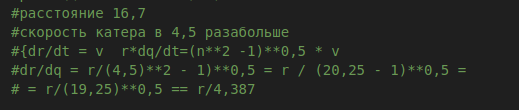 #расстояние 16,7
#скорость катера в 4,5 разабольше
#{dr/dt = v  r*dq/dt=(n**2 -1)**0,5 * v
#dr/dq = r/(4,5)**2 - 1)**0,5 = r / (20,25 - 1)**0,5 =
# = r/(19,25)**0,5 == r/4,387